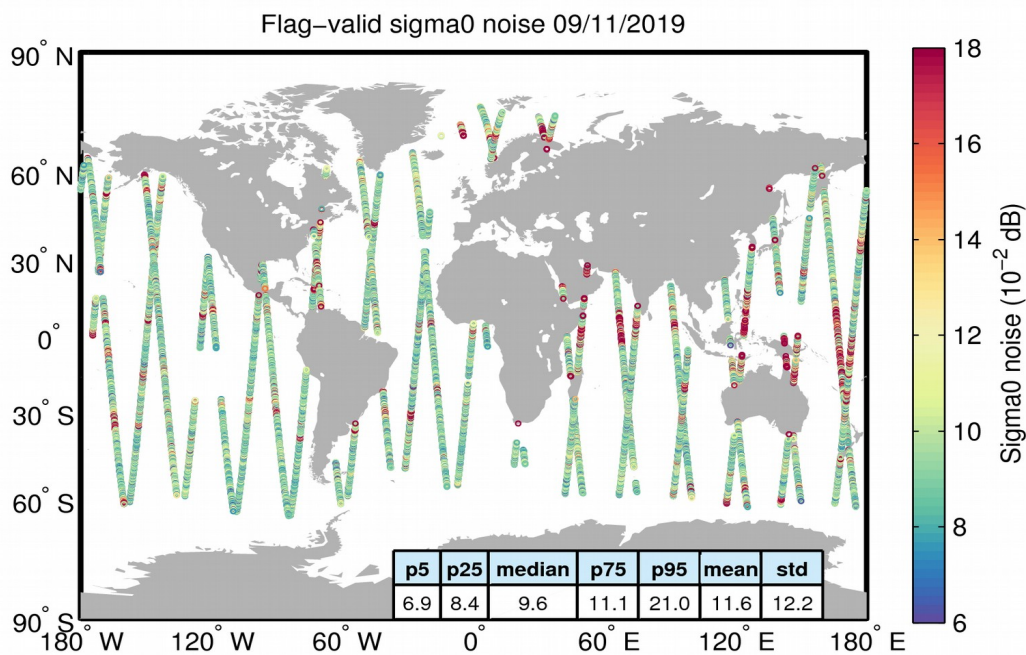 Flag−valid sigma0 noise 09/11/2019
90° N
60° N
30° N
0°
30° S
60° S
90° S
180° W
120° W
60° W
0°
60° E
120° E
180° E
p5 p25 median p75 p95 mean std
6.9 8.4 9.6 11.1 21.0 11.6 12.2
18
16
14
12
10
8
6
Sigma0 noise (10⁻² dB)